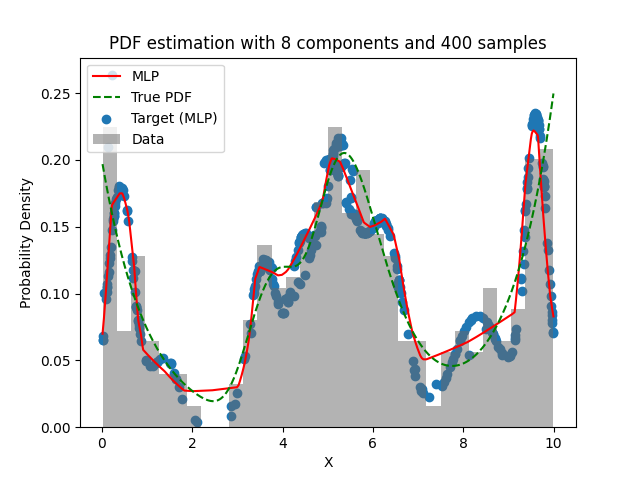 PDF estimation with 8 components and 400 samples
MLP
True PDF
Target (MLP)
Data
Probability Density
0.25
0.20
0.15
0.10
0.05
0.00
0 2 4 6 8 10
X